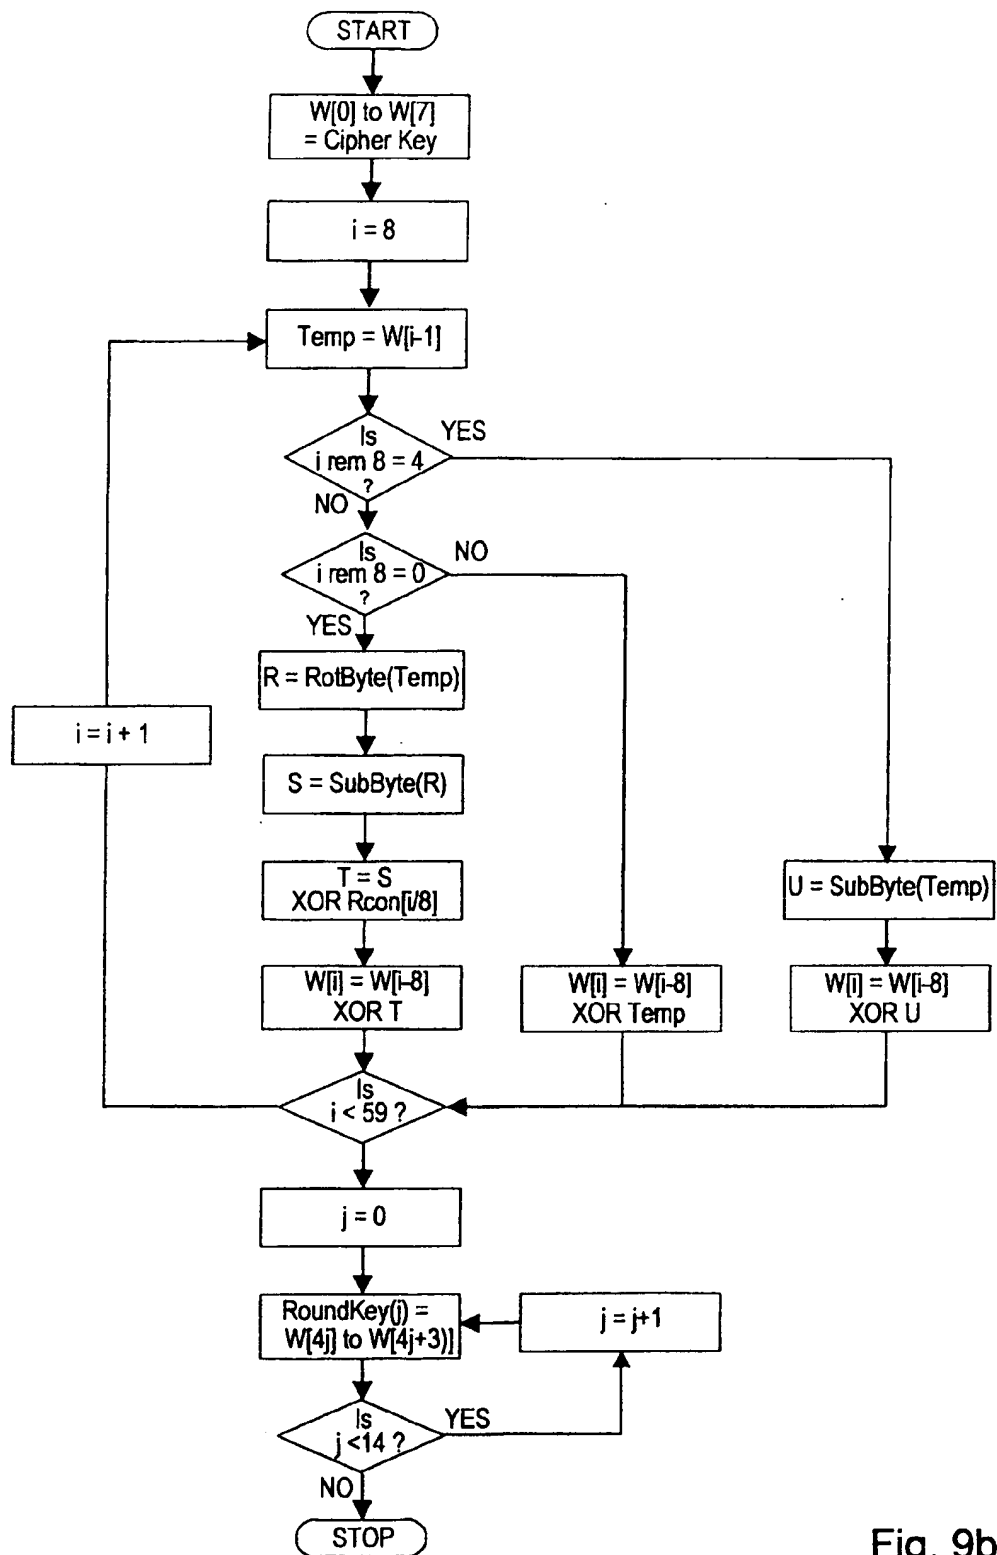 START
W[0] to W[7]
= Cipher Key
i = 8
Temp = W[i-1]
Is
i rem 8 = 4
?
YES
NO
Is
i rem 8 = 0
?
NO
YES
R = RotByte(Temp)
i = i + 1
S = SubByte(R)
T = S
XOR Rcon[i/8]
U = SubByte(Temp)
W[i] = W[i-8]
XOR T
W[i] = W[i-8]
XOR Temp
W[i] = W[i-8]
XOR U
Is
i < 59 ?
j = 0
RoundKey(j) =
W[4j] to W[4j+3)]
j = j+1
Is
j <14 ?
YES
NO
STOP
Fig. 9b